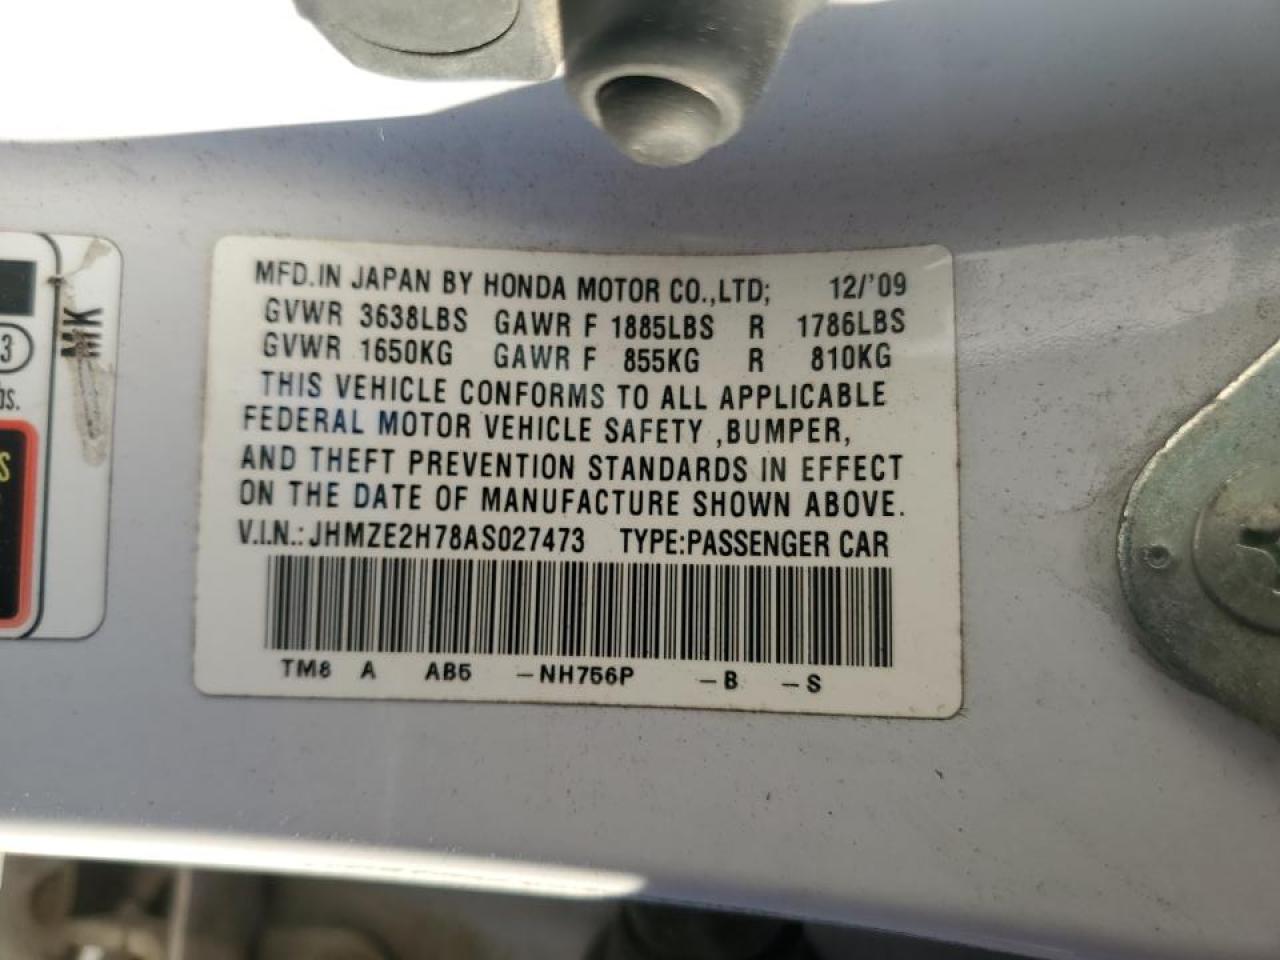 MFD.IN JAPAN BY HONDA MOTOR CO.,LTD; 12/'09
GVWR 3638LBS GAWR F 1885LBS R 1786LBS
GVWR 1650KG GAWR F 855KG R 810KG
THIS VEHICLE CONFORMS TO ALL APPLICABLE
FEDERAL MOTOR VEHICLE SAFETY ,BUMPER,
AND THEFT PREVENTION STANDARDS IN EFFECT
ON THE DATE OF MANUFACTURE SHOWN ABOVE.
V.I.N.: JHMZE2H78AS027473 TYPE:PASSENGER CAR
TM8 A AB5 -NH756P -B -S
3